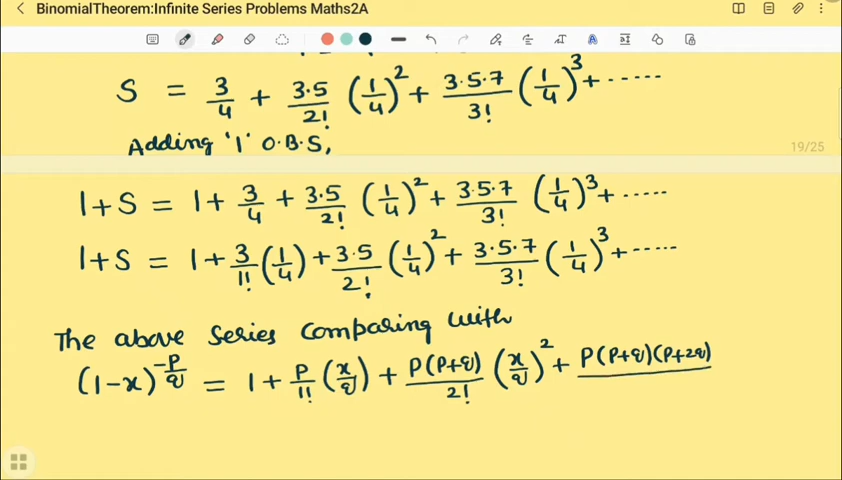 BinomialTheorem:Infinite Series Problems Maths2A
S = 3/4 + 3·5/2! (1/4)^2 + 3·5·7/3! (1/4)^3 + ......
Adding '1' O.B.S,
19/25
1+S = 1 + 3/4 + 3·5/2! (1/4)^2 + 3·5·7/3! (1/4)^3 + ......
1+S = 1 + 3/1! (1/4) + 3·5/2! (1/4)^2 + 3·5·7/3! (1/4)^3 + ......
The above Series Comparing with
(1-x)^(-p/q) = 1 + p/1! (x/q) + p(p+q)/2! (x/q)^2 + p(p+q)(p+2q)